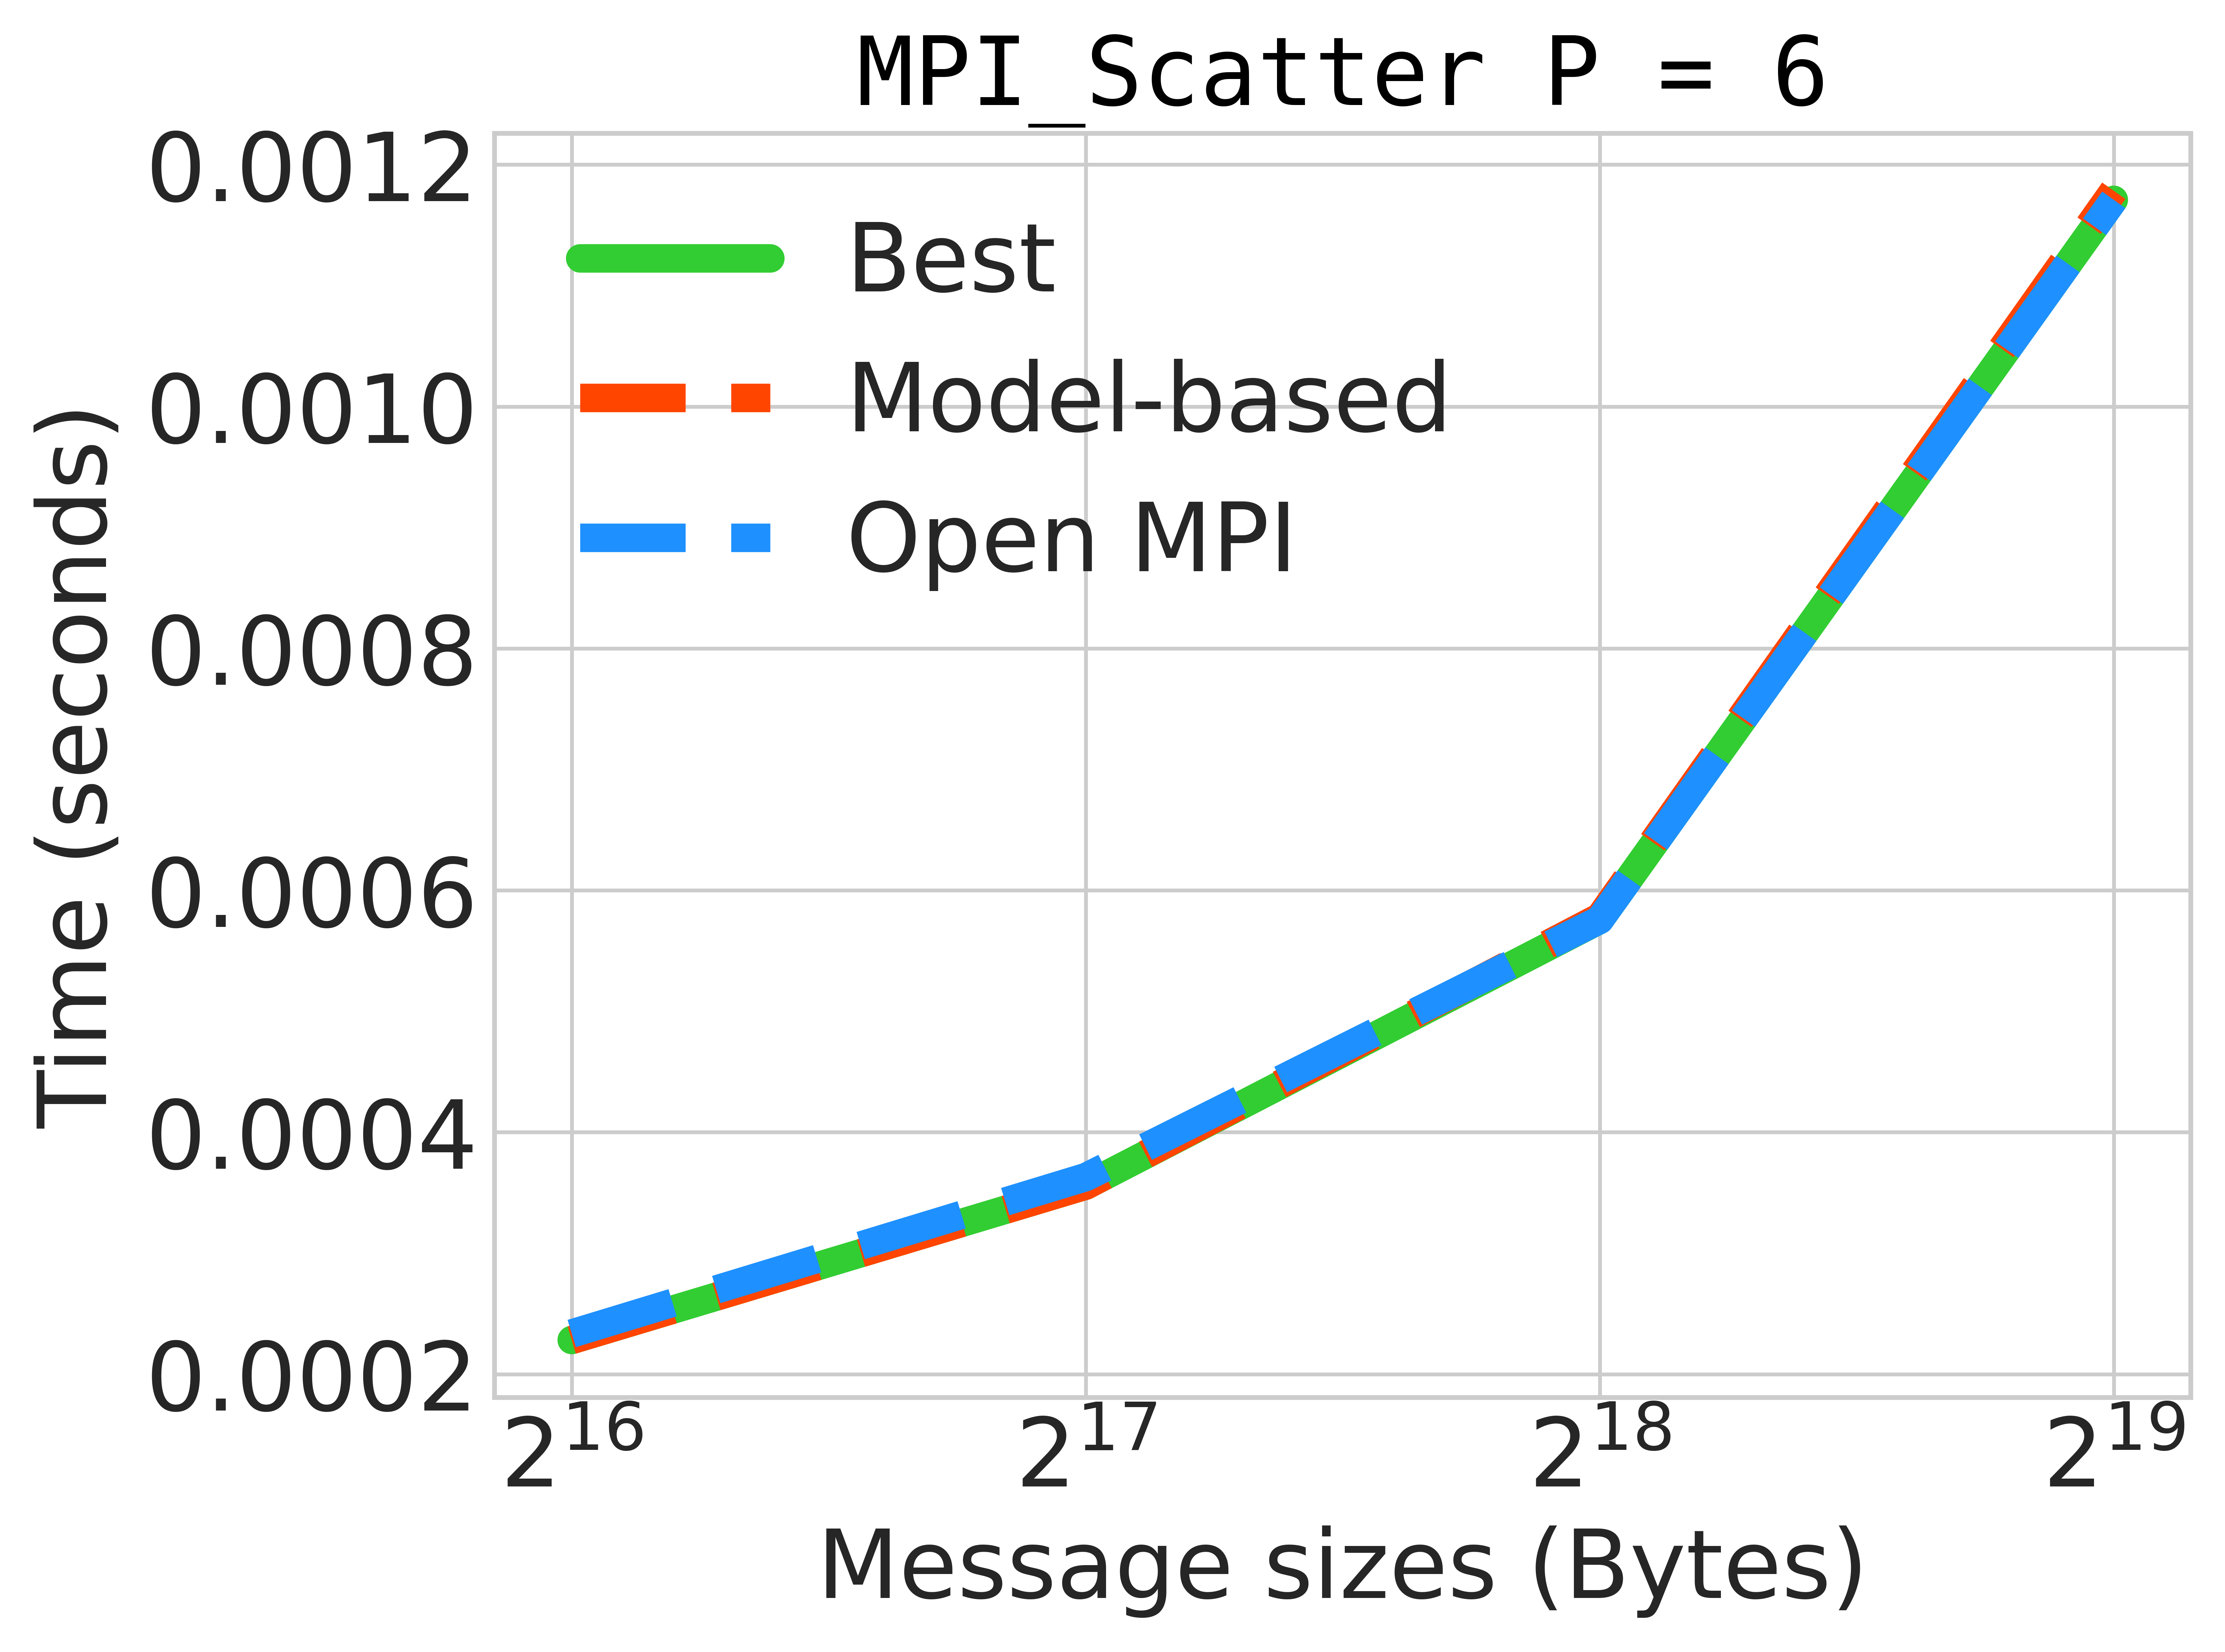 MPI_Scatter P = 6
0.0012
0.0010
0.0008
0.0006
0.0004
0.0002
Time (seconds)
Best
Model-based
Open MPI
2^16 2^17 2^18 2^19
Message sizes (Bytes)